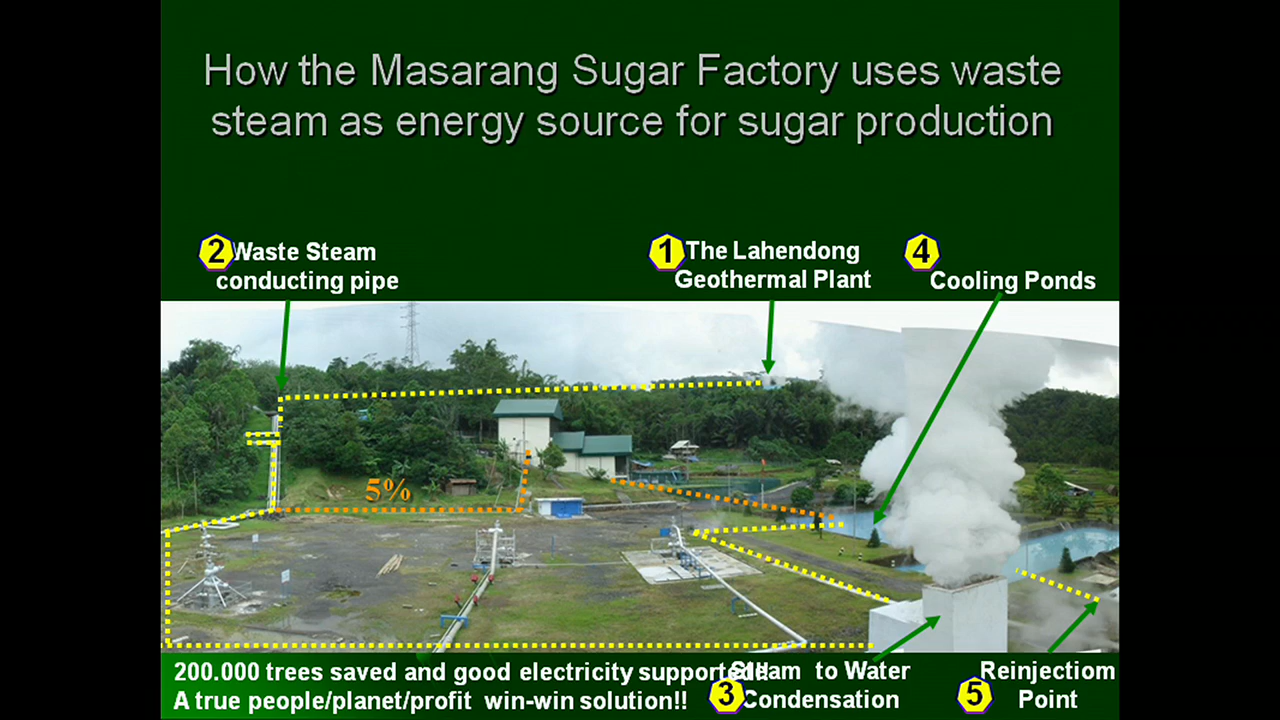 How the Masarang Sugar Factory uses waste
steam as energy source for sugar production
2 Waste Steam
conducting pipe
1 The Lahendong
Geothermal Plant
4
Cooling Ponds
5%
200.000 trees saved and good electricity supported!!
A true people/planet/profit win-win solution!!
3 Steam to Water
Condensation
5 Reinjectiom
Point